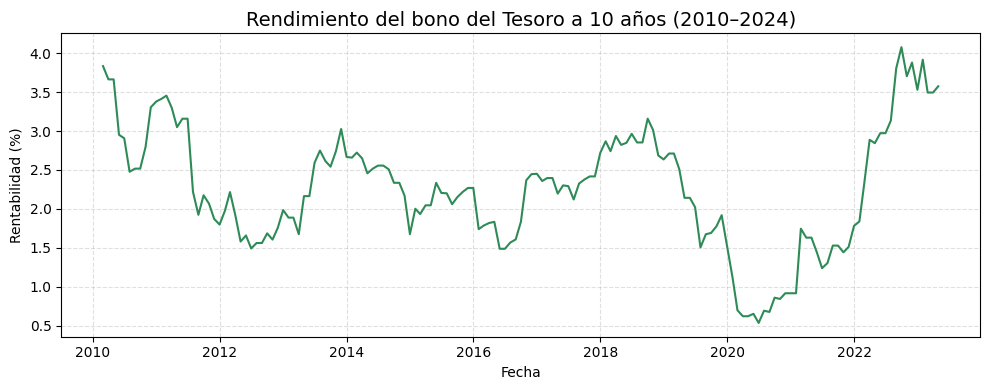 Rendimiento del bono del Tesoro a 10 años (2010–2024)
Rentabilidad (%)
4.0
3.5
3.0
2.5
2.0
1.5
1.0
0.5
2010 2012 2014 2016 2018 2020 2022
Fecha